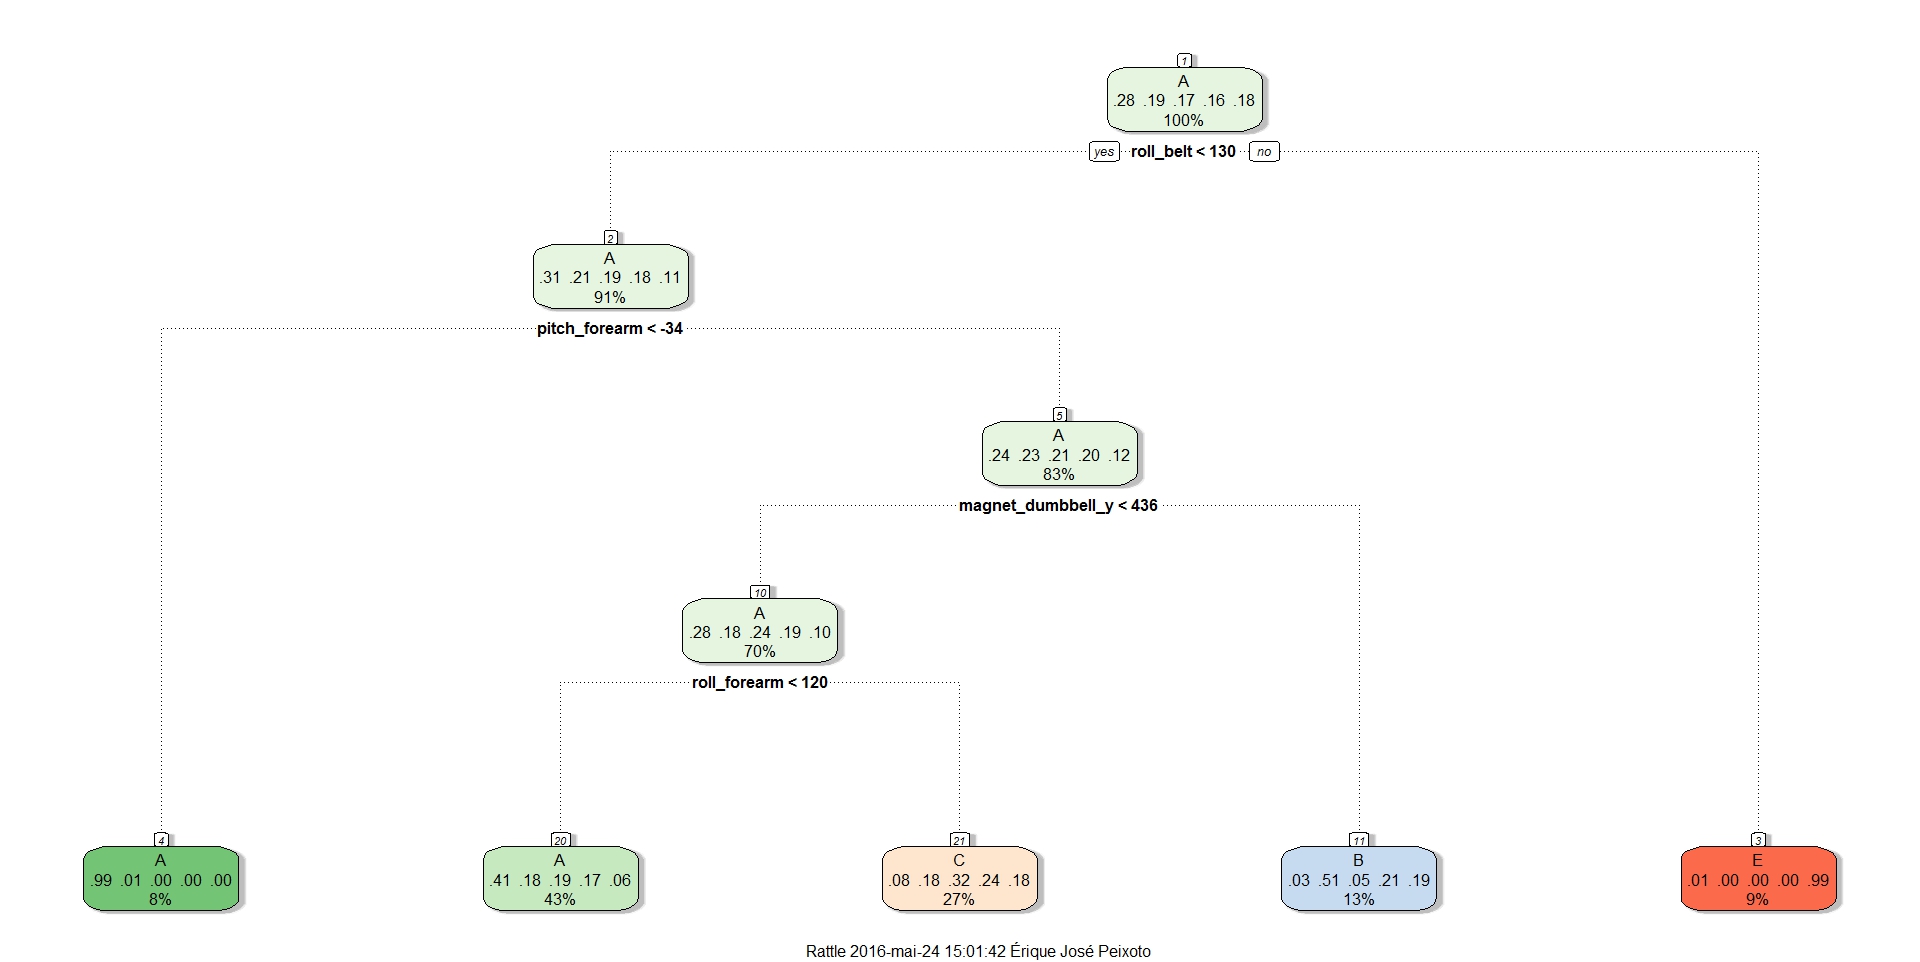 1
A
.28 .19 .17 .16 .18
100%
yes roll_belt < 130 no
2
A
.31 .21 .19 .18 .11
91%
pitch_forearm < -34
5
A
.24 .23 .21 .20 .12
83%
magnet_dumbbell_y < 436
10
A
.28 .18 .24 .19 .10
70%
roll_forearm < 120
4
A
.99 .01 .00 .00 .00
8%
20
A
.41 .18 .19 .17 .06
43%
21
C
.08 .18 .32 .24 .18
27%
11
B
.03 .51 .05 .21 .19
13%
3
E
.01 .00 .00 .00 .99
9%
Rattle 2016-mai-24 15:01:42 Érique José Peixoto